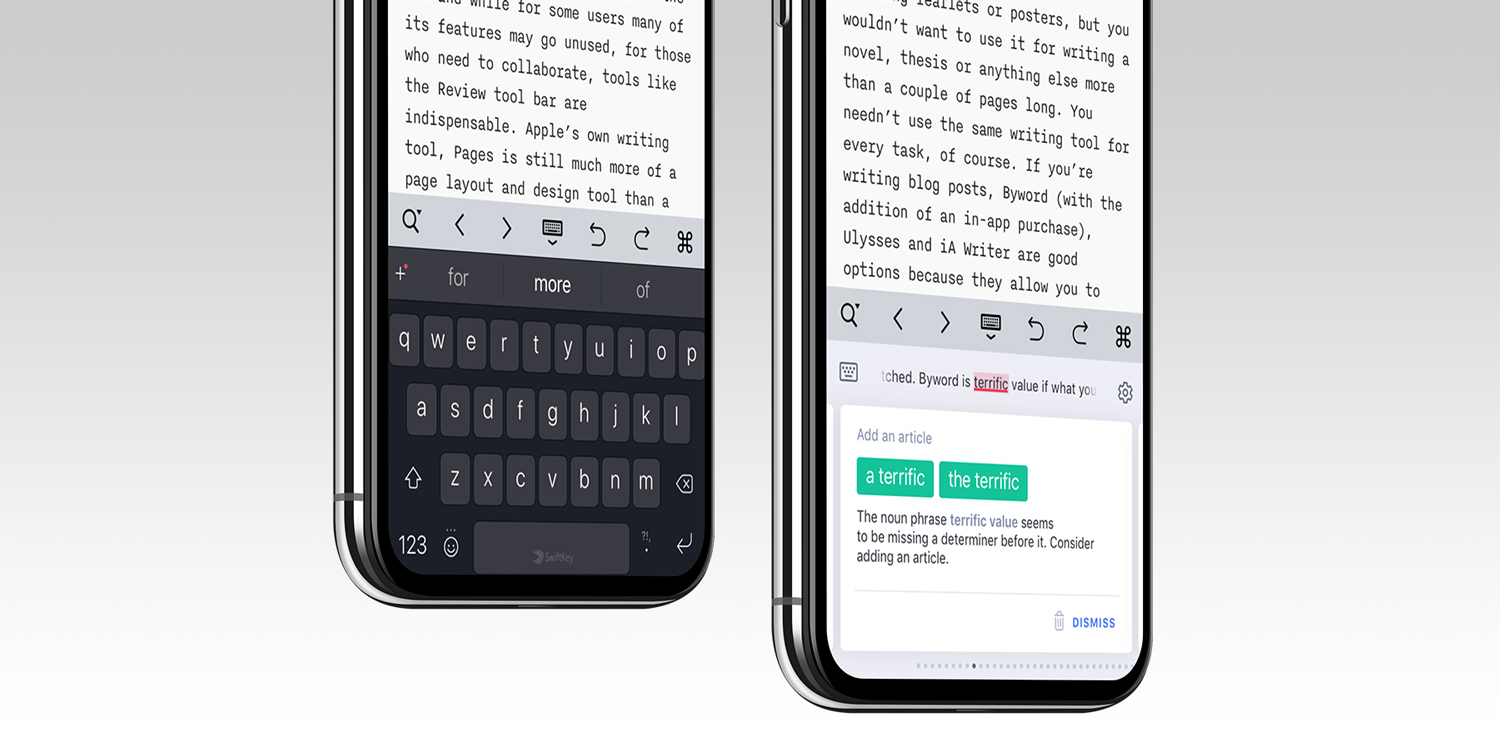 and while for some users many of
its features may go unused, for those
who need to collaborate, tools like
the Review tool bar are
indispensable. Apple’s own writing
tool, Pages is still much more of a
page layout and design tool than a
for
more
of
q w e r t y u i o p
a s d f g h j k l
z x c v b n m
123
?!,
.
SwiftKey
leaflets or posters, but you
wouldn’t want to use it for writing a
novel, thesis or anything else more
than a couple of pages long. You
needn’t use the same writing tool for
every task, of course. If you’re
writing blog posts, Byword (with the
addition of an in-app purchase),
Ulysses and iA Writer are good
options because they allow you to
tched. Byword is terrific value if what you
Add an article
a terrific
the terrific
The noun phrase terrific value seems
to be missing a determiner before it. Consider
adding an article.
DISMISS